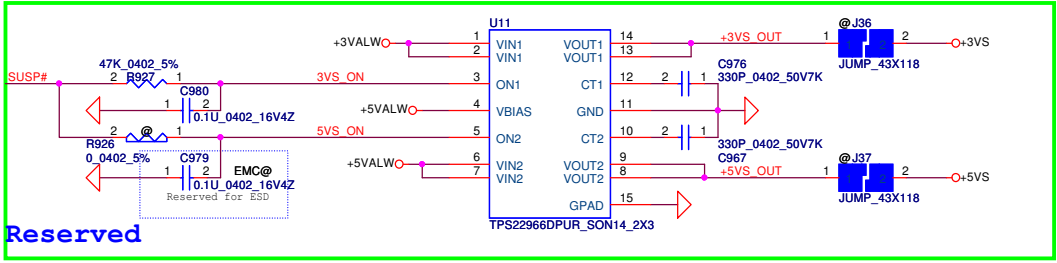 U11
@J36
+3VALW
1
VIN1
VOUT1
14
+3VS_OUT
1
1
2
2
+3VS
2
VIN1
VOUT1
13
JUMP_43X118
47K_0402_5%
C976
SUSP#
2
R927
1
3VS_ON
3
ON1
CT1
12
2
1
330P_0402_50V7K
C980
1
2
0.1U_0402_16V4Z
+5VALW
4
VBIAS
GND
11
2
@
1
5VS_ON
5
ON2
CT2
10
2
1
R926
330P_0402_50V7K
0_0402_5%
C979
EMC@
+5VALW
6
VIN2
VOUT2
9
C967
@J37
1
2
7
VIN2
VOUT2
8
+5VS_OUT
1
1
2
2
+5VS
0.1U_0402_16V4Z
Reserved for ESD
JUMP_43X118
GPAD
15
TPS22966DPUR_SON14_2X3
Reserved